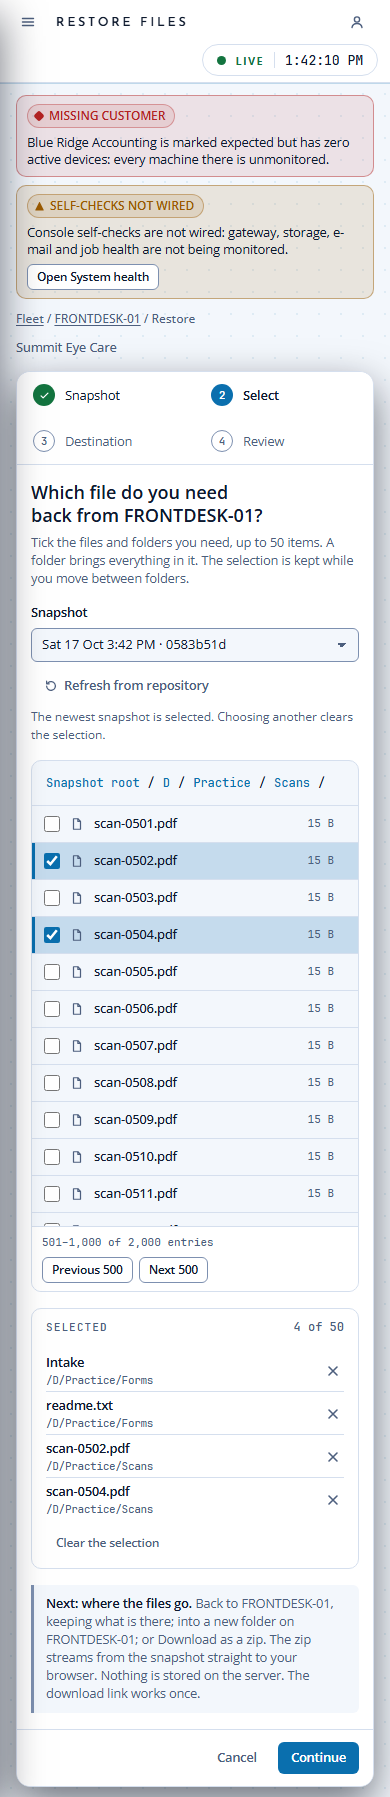 RESTORE FILES
LIVE 1:42:10 PM
MISSING CUSTOMER
Blue Ridge Accounting is marked expected but has zero
active devices: every machine there is unmonitored.
SELF-CHECKS NOT WIRED
Console self-checks are not wired: gateway, storage, e-
mail and job health are not being monitored.
Open System health
Fleet / FRONTDESK-01 / Restore
Summit Eye Care
Snapshot
2 Select
3 Destination
4 Review
Which file do you need
back from FRONTDESK-01?
Tick the files and folders you need, up to 50 items. A
folder brings everything in it. The selection is kept while
you move between folders.
Snapshot
Sat 17 Oct 3:42 PM · 0583b51d
Refresh from repository
The newest snapshot is selected. Choosing another clears
the selection.
Snapshot root / D / Practice / Scans /
scan-0501.pdf 15 B
scan-0502.pdf 15 B
scan-0503.pdf 15 B
scan-0504.pdf 15 B
scan-0505.pdf 15 B
scan-0506.pdf 15 B
scan-0507.pdf 15 B
scan-0508.pdf 15 B
scan-0509.pdf 15 B
scan-0510.pdf 15 B
scan-0511.pdf 15 B
501–1,000 of 2,000 entries
Previous 500
Next 500
SELECTED 4 of 50
Intake
/D/Practice/Forms
readme.txt
/D/Practice/Forms
scan-0502.pdf
/D/Practice/Scans
scan-0504.pdf
/D/Practice/Scans
Clear the selection
Next: where the files go. Back to FRONTDESK-01,
keeping what is there; into a new folder on
FRONTDESK-01; or Download as a zip. The zip
streams from the snapshot straight to your
browser. Nothing is stored on the server. The
download link works once.
Cancel
Continue